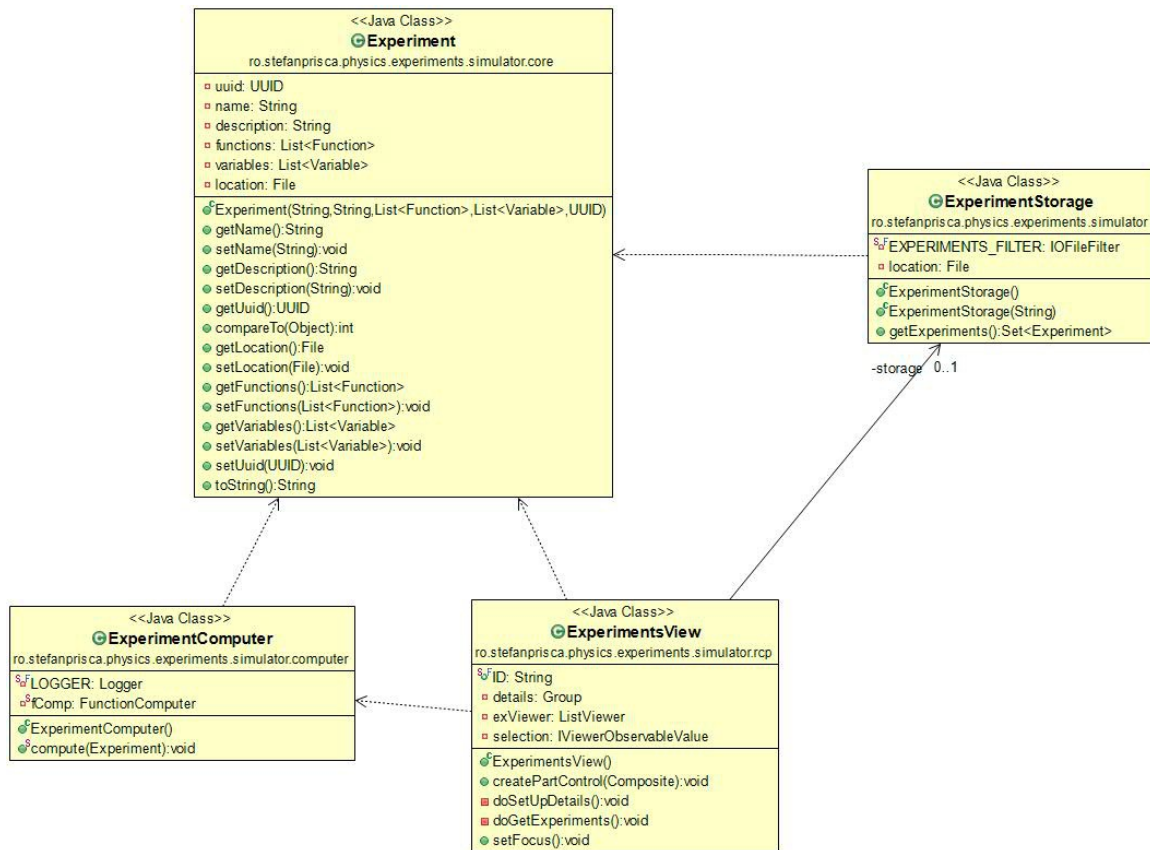 <<Java Class>>
Experiment
ro.stefanprisca.physics.experiments.simulator.core
uuid: UUID
name: String
description: String
functions: List<Function>
variables: List<Variable>
location: File
Experiment(String,String,List<Function>,List<Variable>,UUID)
getName():String
setName(String):void
getDescription():String
setDescription(String):void
getUuid():UUID
compareTo(Object):int
getLocation():File
setLocation(File):void
getFunctions():List<Function>
setFunctions(List<Function>):void
getVariables():List<Variable>
setVariables(List<Variable>):void
setUuid(UUID):void
toString():String
<<Java Class>>
ExperimentStorage
ro.stefanprisca.physics.experiments.simulator
EXPERIMENTS_FILTER: IOFileFilter
location: File
ExperimentStorage()
ExperimentStorage(String)
getExperiments():Set<Experiment>
-storage 0..1
<<Java Class>>
ExperimentComputer
ro.stefanprisca.physics.experiments.simulator.computer
LOGGER: Logger
fComp: FunctionComputer
ExperimentComputer()
compute(Experiment):void
<<Java Class>>
ExperimentsView
ro.stefanprisca.physics.experiments.simulator.rcp
ID: String
details: Group
exViewer: ListViewer
selection: IViewerObservableValue
ExperimentsView()
createPartControl(Composite):void
doSetUpDetails():void
doGetExperiments():void
setFocus():void